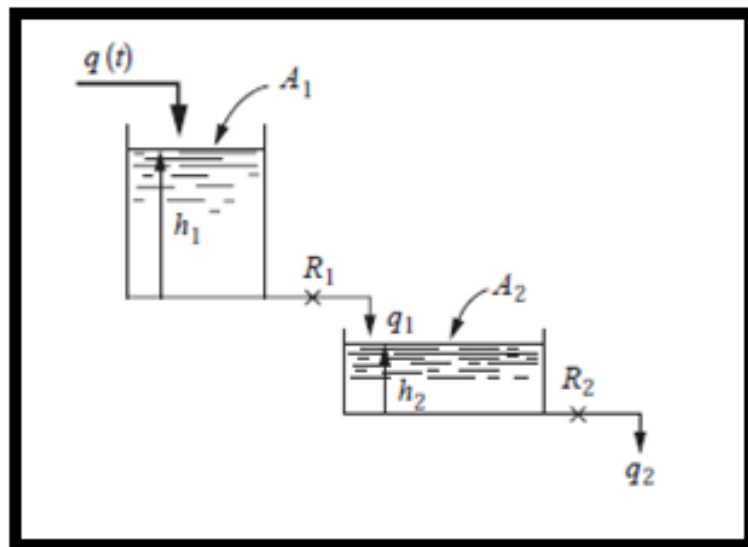 q (t)
A₁
h₁
R₁
A₂
q₁
R₂
h₂
q₂